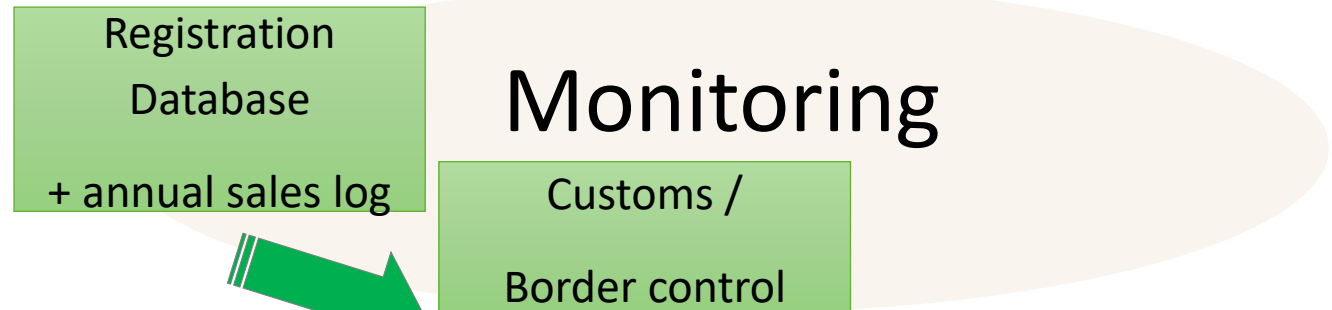 Registration
Database
+ annual sales log
Monitoring
Customs /
Border control